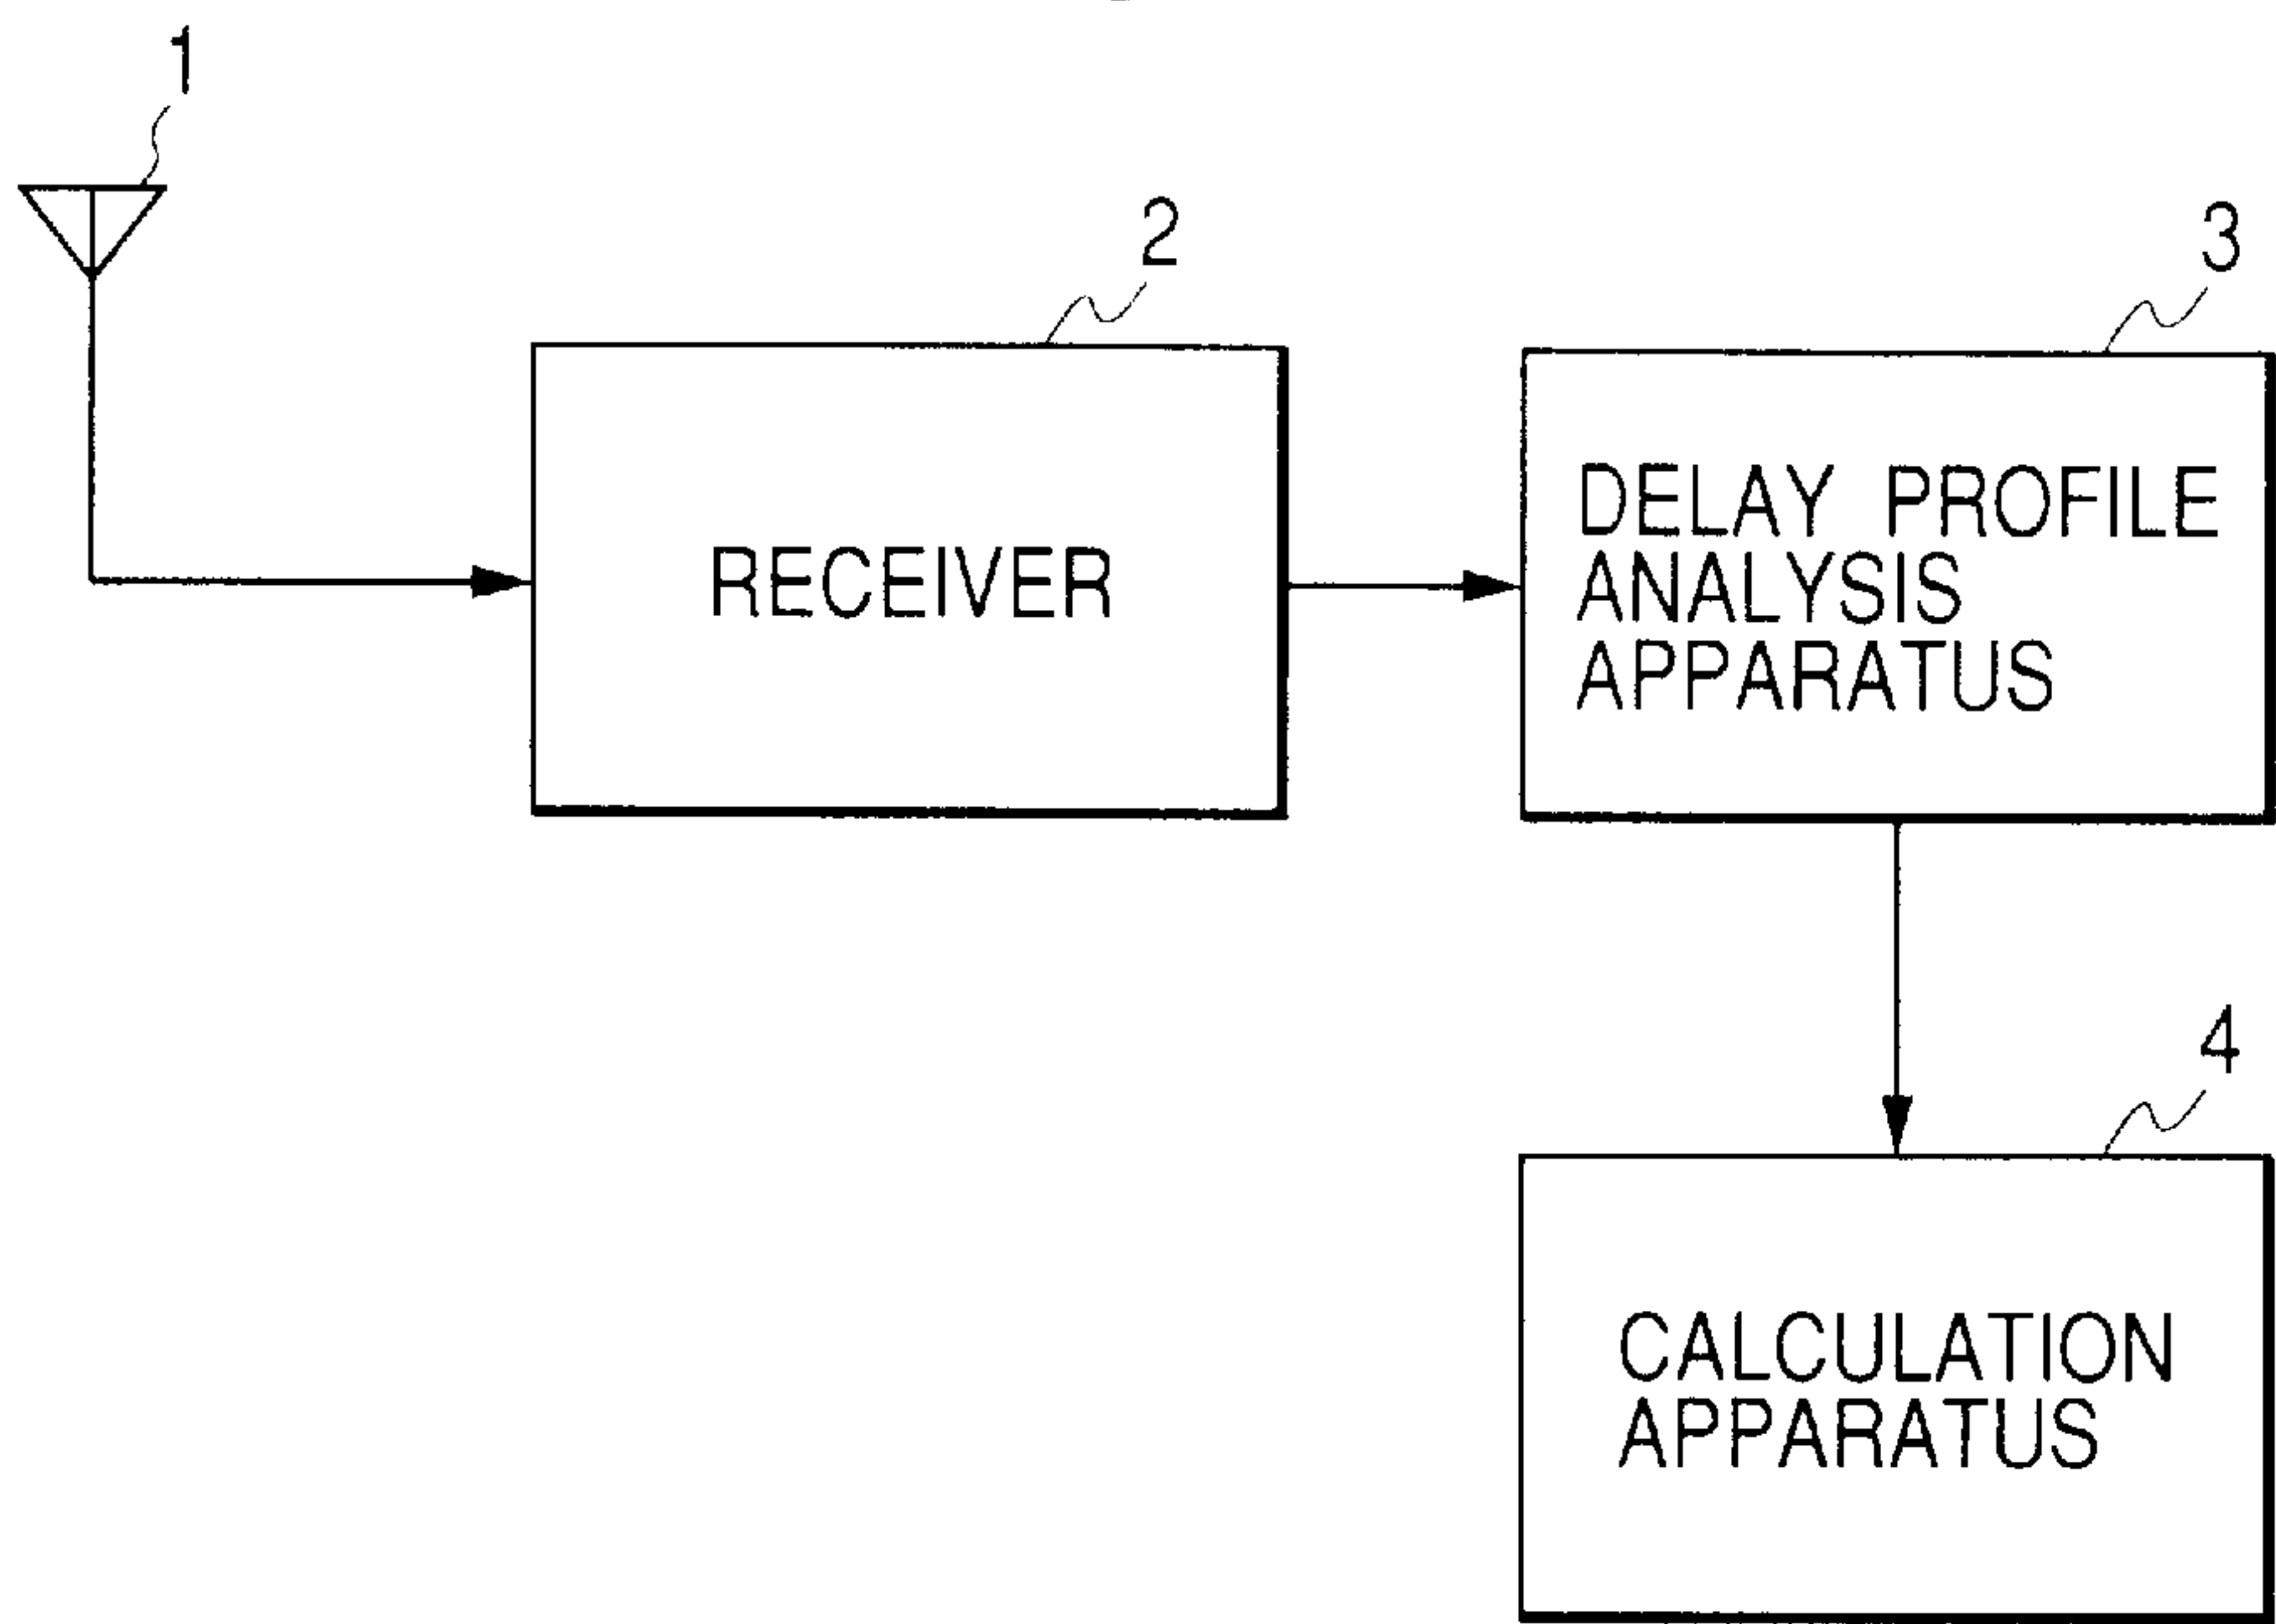 1
2
3
RECEIVER
DELAY PROFILE
ANALYSIS
APPARATUS
4
CALCULATION
APPARATUS